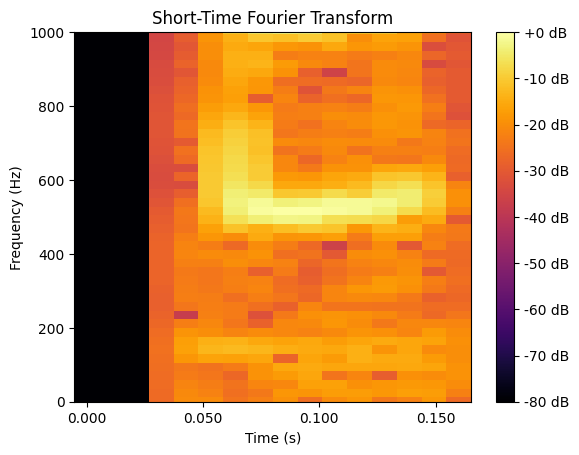 Short-Time Fourier Transform
1000
800
600
400
200
0
Frequency (Hz)
0.000
0.050
0.100
0.150
Time (s)
+0 dB
-10 dB
-20 dB
-30 dB
-40 dB
-50 dB
-60 dB
-70 dB
-80 dB